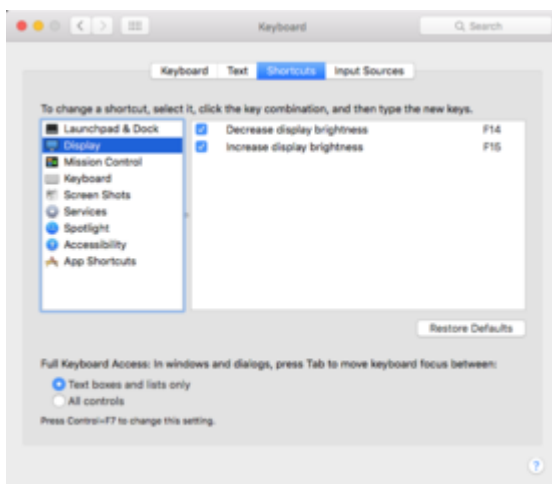 Keyboard
Search
Keyboard Text Shortcuts Input Sources
To change a shortcut, select it, click the key combination, and then type the new keys.
Launchpad & Dock
Display
Mission Control
Keyboard
Screen Shots
Services
Spotlight
Accessibility
App Shortcuts
Decrease display brightness F14
Increase display brightness F15
Restore Defaults
Full Keyboard Access: In windows and dialogs, press Tab to move keyboard focus between:
Text boxes and lists only
All controls
Press Control+F7 to change this setting.
?